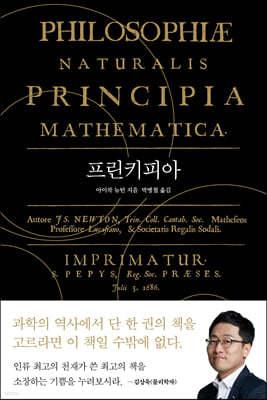 PHILOSOPHIÆ
NATURALIS
PRINCIPIA
MATHEMATICA.
프린키피아
아이작 뉴턴 지음 박병철 옮김
Autore J S. NEWTON, Trin. Coll. Cantab. Soc. Matheseos
Professore Lucasiano, & Societatis Regalis Sodali.
IMPRIMATUR.
S. PEPYS, Reg. Soc. PRÆSES.
Julii 5. 1686.
과학의 역사에서 단 한 권의 책을
고르라면 이 책일 수밖에 없다.
인류 최고의 천재가 쓴 최고의 책을
소장하는 기쁨을 누려보시라. - 김상욱(물리학자)